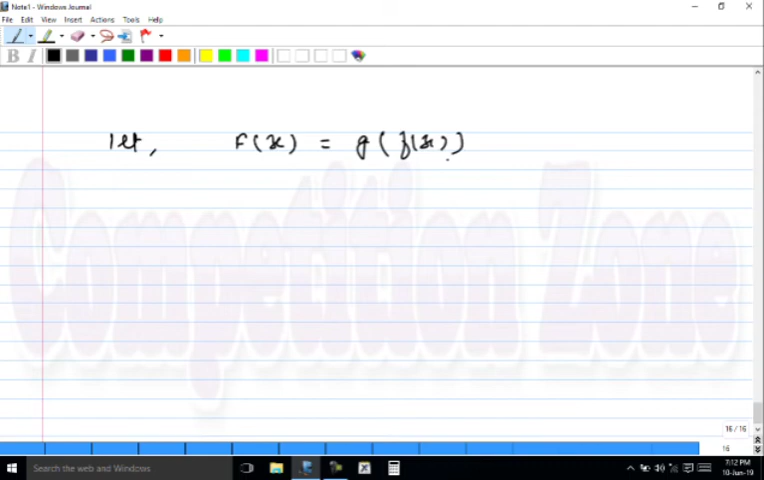 Note1 - Windows Journal
File Edit View Insert Actions Tools Help
B I
let, F(x) = g(f(x))
Competition Zone
16 / 16
16
Search the web and Windows
7:12 PM
10-Jun-19